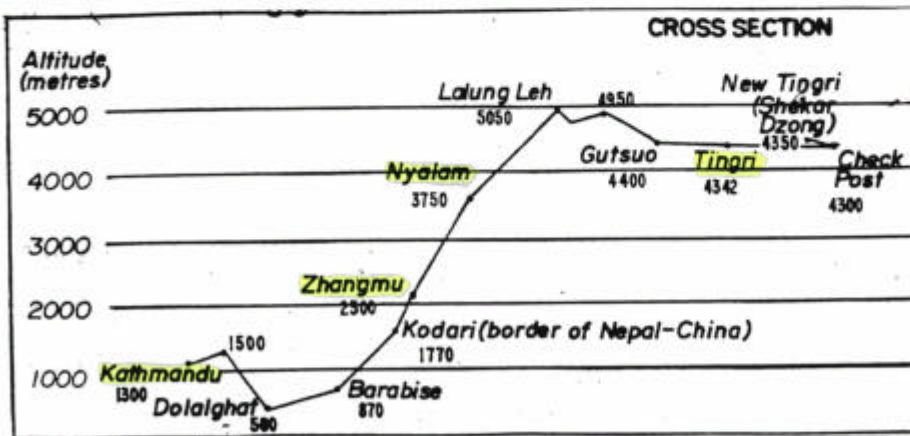 CROSS SECTION
Altitude
(metres)
5000
4000
3000
2000
1000
Kathmandu
1300
1500
Dolalghat
580
Barabise
870
Kodari (border of Nepal-China)
1770
Zhangmu
2300
Nyalam
3750
Lalung Leh
5050
4950
Gutsuo
4400
Tingri
4342
New Tingri
(Shekar
Dzong)
4350
Check
Post
4300